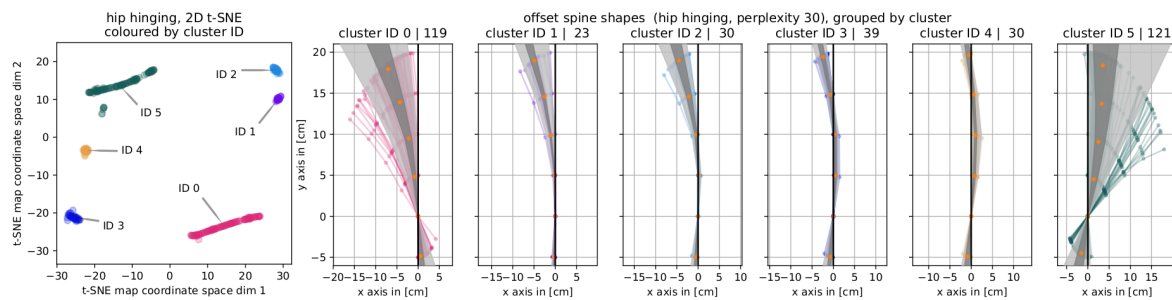 hip hinging, 2D t-SNE
coloured by cluster ID
t-SNE map coordinate space dim 2
20
10
0
−10
−20
−30
ID 2
ID 1
ID 5
ID 4
ID 0
ID 3
−30 −20 −10 0 10 20 30
t-SNE map coordinate space dim 1
offset spine shapes (hip hinging, perplexity 30), grouped by cluster
cluster ID 0 | 119
y axis in [cm]
20
15
10
5
0
−5
−20 −15 −10 −5 0 5
x axis in [cm]
cluster ID 1 | 23
−15 −10 −5 0 5
x axis in [cm]
cluster ID 2 | 30
−15 −10 −5 0 5
x axis in [cm]
cluster ID 3 | 39
−15 −10 −5 0 5
x axis in [cm]
cluster ID 4 | 30
−10 −5 0 5 10
x axis in [cm]
cluster ID 5 | 121
−5 0 5 10 15
x axis in [cm]